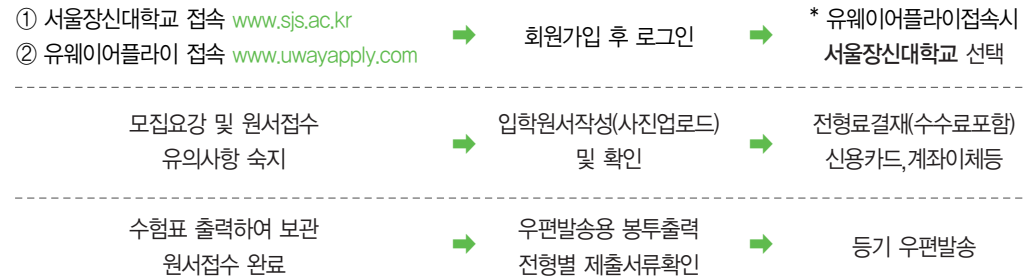 ① 서울장신대학교 접속 www.sjs.ac.kr
② 유웨이어플라이 접속 www.uwayapply.com
회원가입 후 로그인
* 유웨이어플라이접속시
서울장신대학교 선택
모집요강 및 원서접수
유의사항 숙지
입학원서작성(사진업로드)
및 확인
전형료결재(수수료포함)
신용카드,계좌이체등
수험표 출력하여 보관
원서접수 완료
우편발송용 봉투출력
전형별 제출서류확인
등기 우편발송